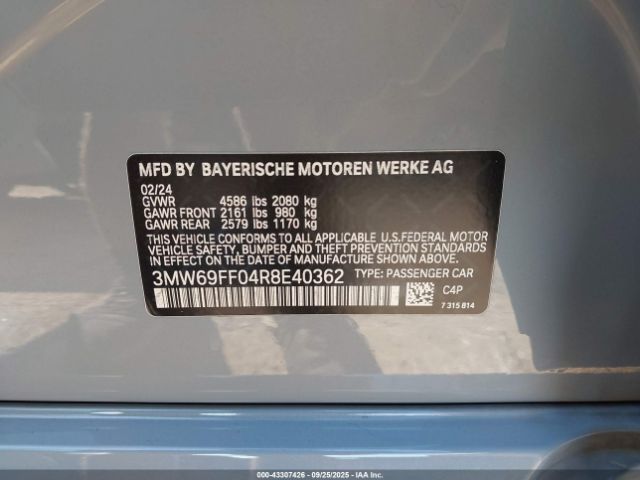 MFD BY BAYERISCHE MOTOREN WERKE AG
02/24
GVWR 4586 lbs 2080 kg
GAWR FRONT 2161 lbs 980 kg
GAWR REAR 2579 lbs 1170 kg
THIS VEHICLE CONFORMS TO ALL APPLICABLE U.S.FEDERAL MOTOR
VEHICLE SAFETY, BUMPER, AND THEFT PREVENTION STANDARDS
IN EFFECT ON THE DATE OF MANUFACTURE SHOWN ABOVE.
3MW69FF04R8E40362 TYPE: PASSENGER CAR
C4P
7 315 814
000-43307426 - 09/25/2025 - IAA Inc.